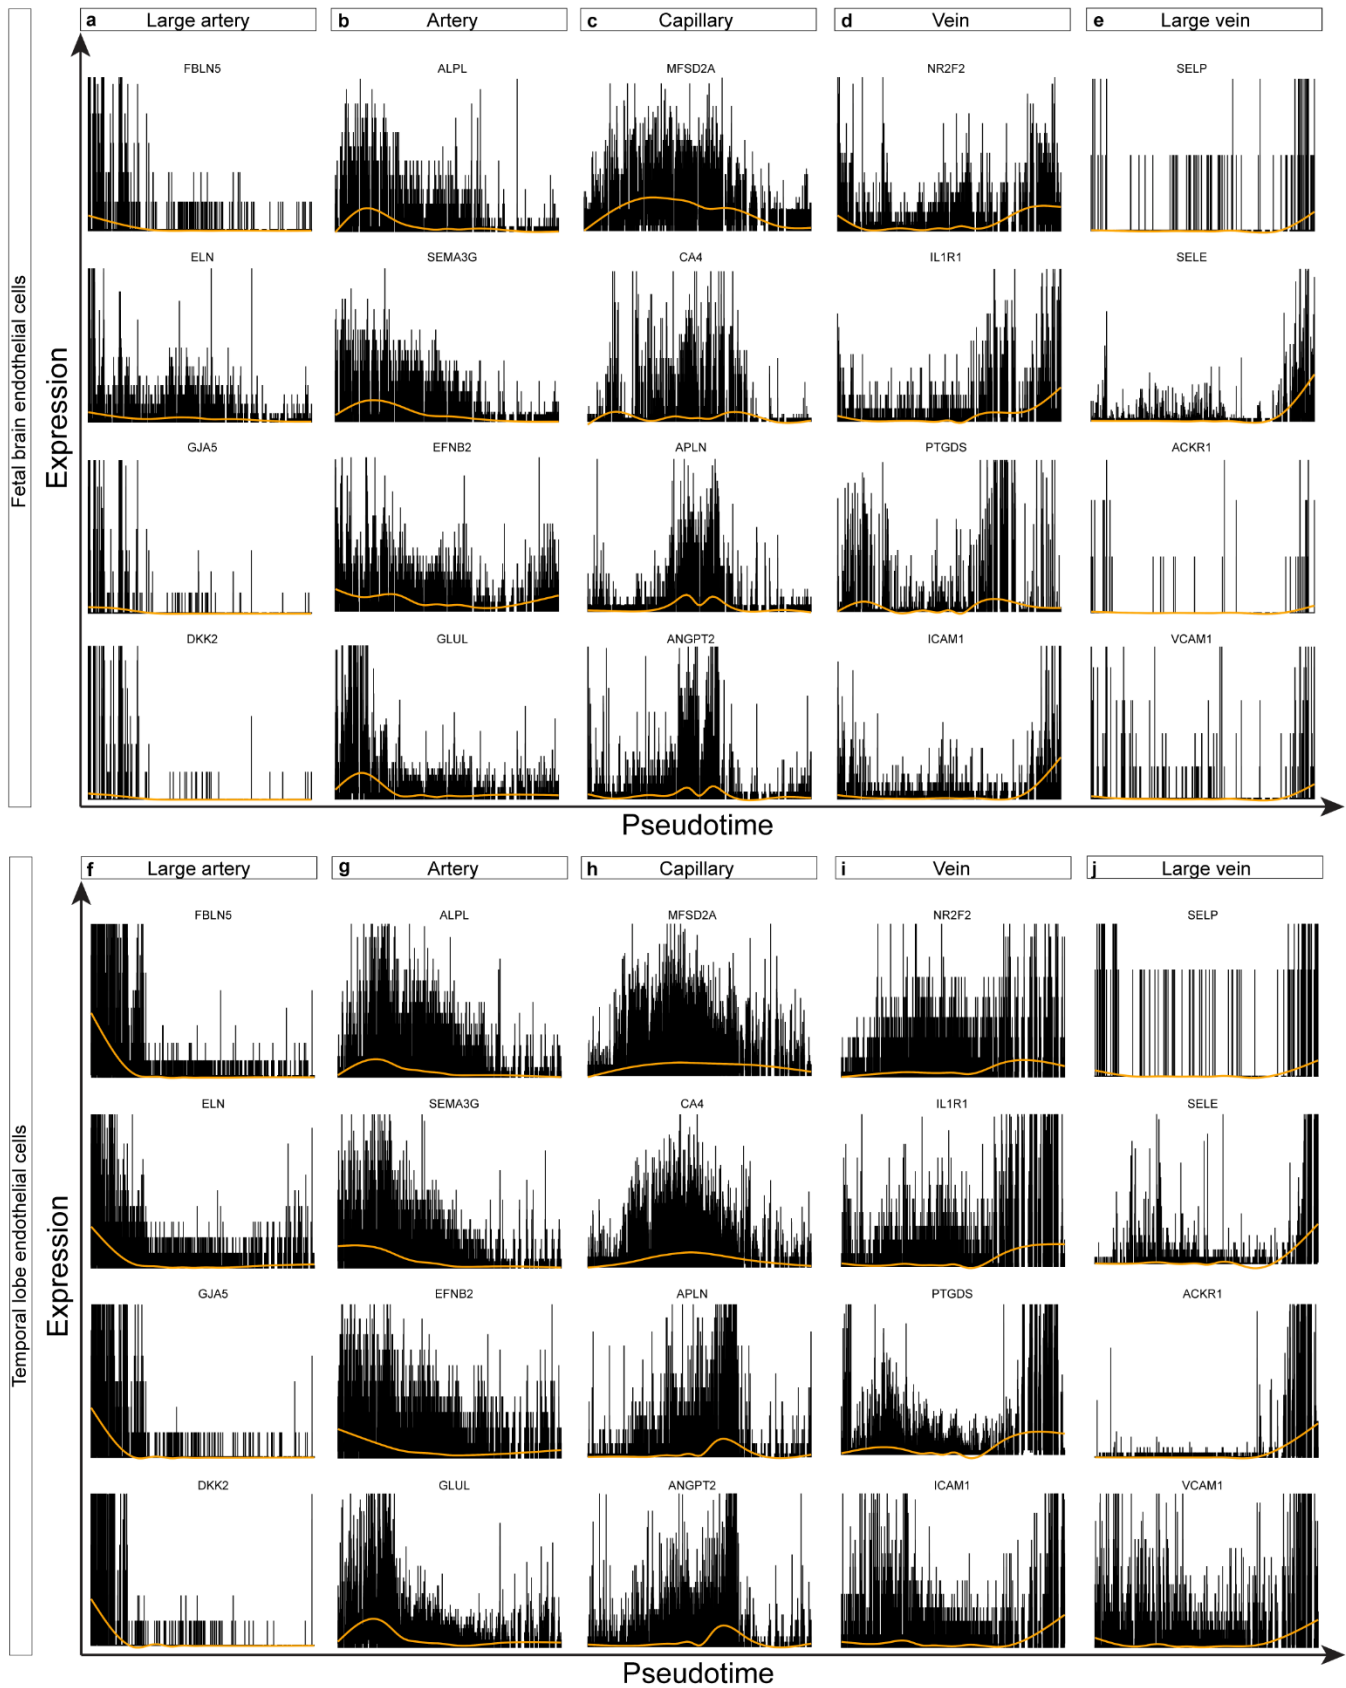 a Large artery
b Artery
c Capillary
d Vein
e Large vein
Fetal brain endothelial cells
Expression
FBLN5
ALPL
MFSD2A
NR2F2
SELP
ELN
SEMA3G
CA4
IL1R1
SELE
GJA5
EFNB2
APLN
PTGDS
ACKR1
DKK2
GLUL
ANGPT2
ICAM1
VCAM1
Pseudotime
f Large artery
g Artery
h Capillary
i Vein
j Large vein
Temporal lobe endothelial cells
Expression
FBLN5
ALPL
MFSD2A
NR2F2
SELP
ELN
SEMA3G
CA4
IL1R1
SELE
GJA5
EFNB2
APLN
PTGDS
ACKR1
DKK2
GLUL
ANGPT2
ICAM1
VCAM1
Pseudotime